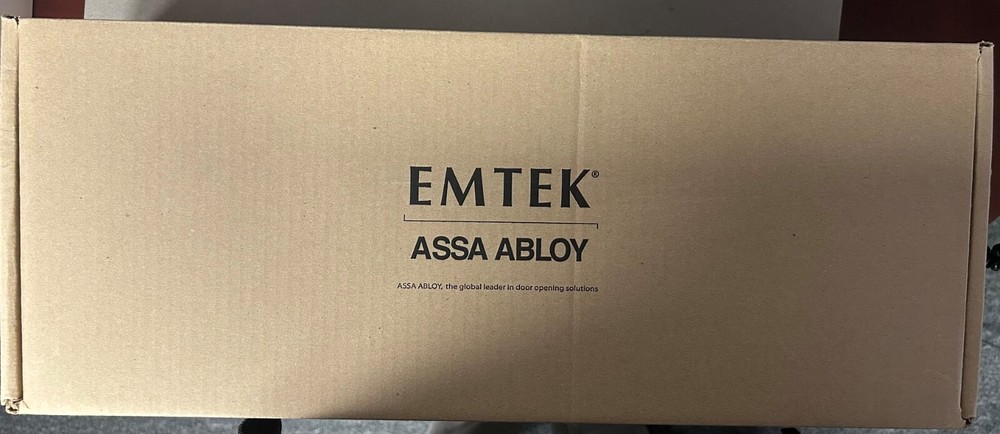 EMTEK®
ASSA ABLOY
ASSA ABLOY, the global leader in door opening solutions